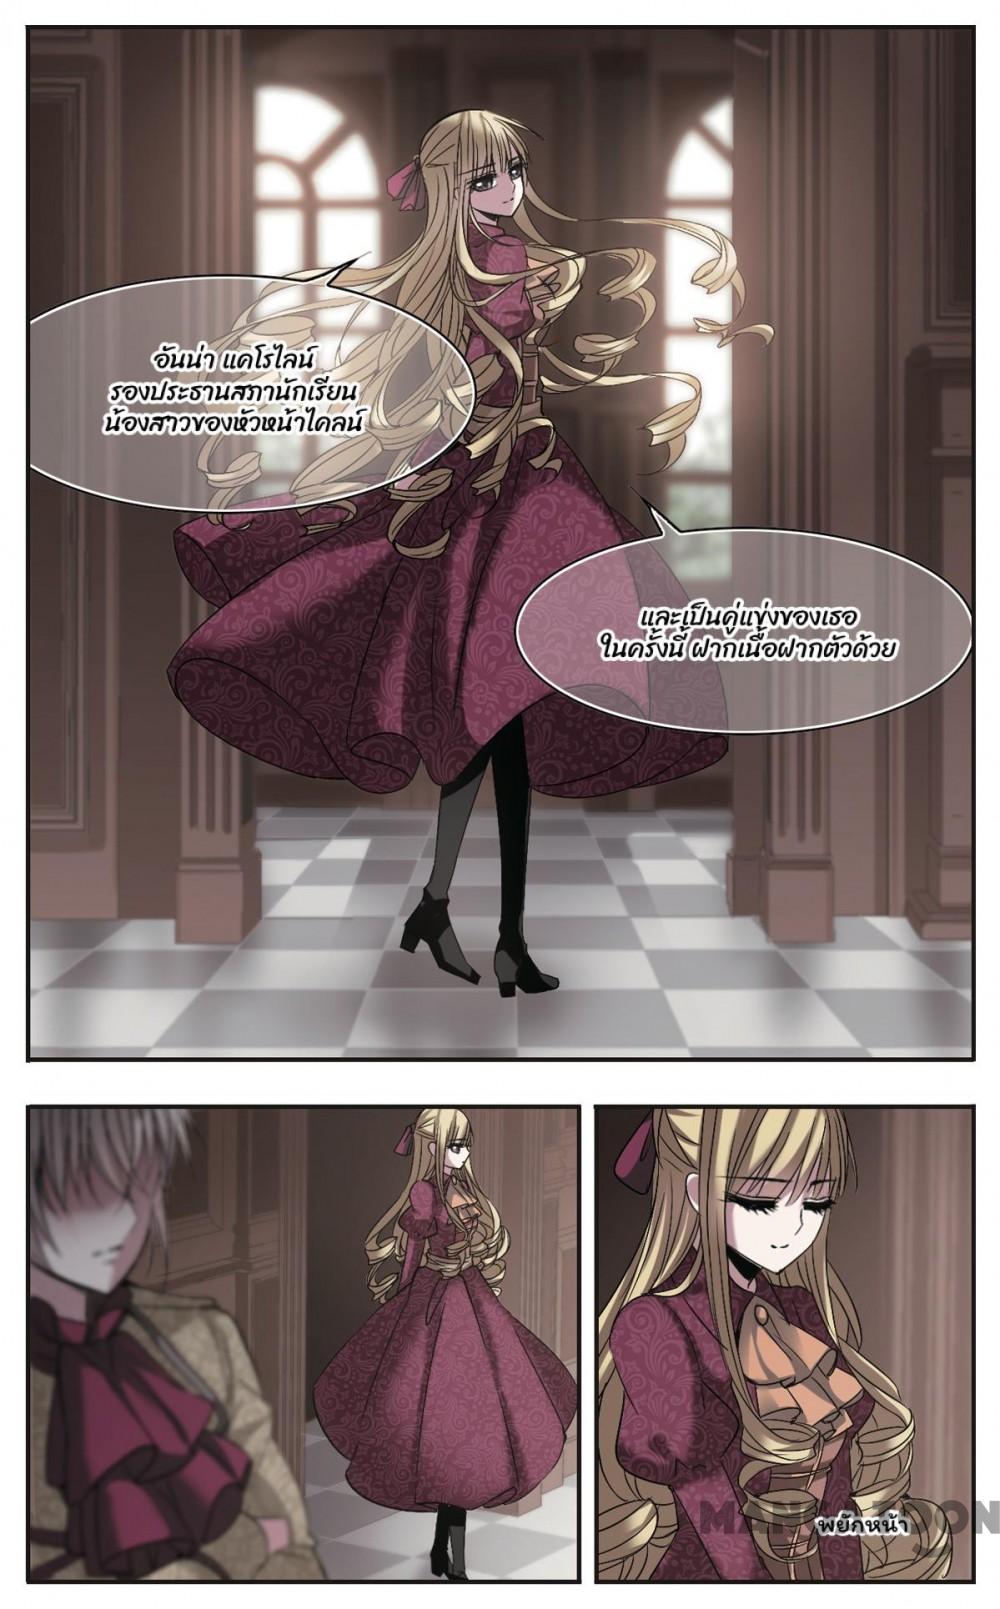 อันน่า แคโรไลน์
รองประธานสภานักเรียน
น้องสาวของหัวหน้าไคลน์
และเป็นคู่แข่งของเธอ
ในครั้งนี้ ฝากเนื้อฝากตัวด้วย
พยักหน้า